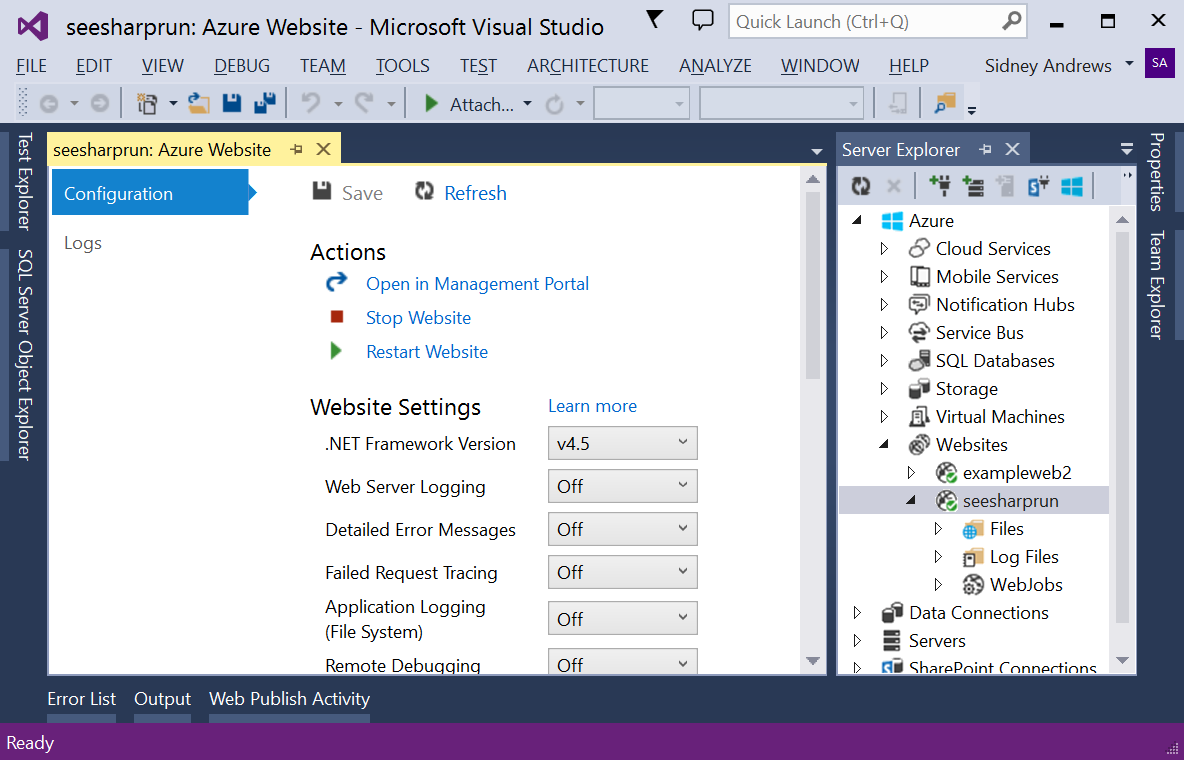 seesharprun: Azure Website - Microsoft Visual Studio
Quick Launch (Ctrl+Q)
FILE EDIT VIEW DEBUG TEAM TOOLS TEST ARCHITECTURE ANALYZE WINDOW HELP Sidney Andrews SA
Attach...
Test Explorer
SQL Server Object Explorer
seesharprun: Azure Website
Configuration
Logs
Save Refresh
Actions
Open in Management Portal
Stop Website
Restart Website
Website Settings Learn more
.NET Framework Version v4.5
Web Server Logging Off
Detailed Error Messages Off
Failed Request Tracing Off
Application Logging
(File System) Off
Remote Debugging Off
Server Explorer
Azure
Cloud Services
Mobile Services
Notification Hubs
Service Bus
SQL Databases
Storage
Virtual Machines
Websites
exampleweb2
seesharprun
Files
Log Files
WebJobs
Data Connections
Servers
SharePoint Connections
Properties
Team Explorer
Error List Output Web Publish Activity
Ready